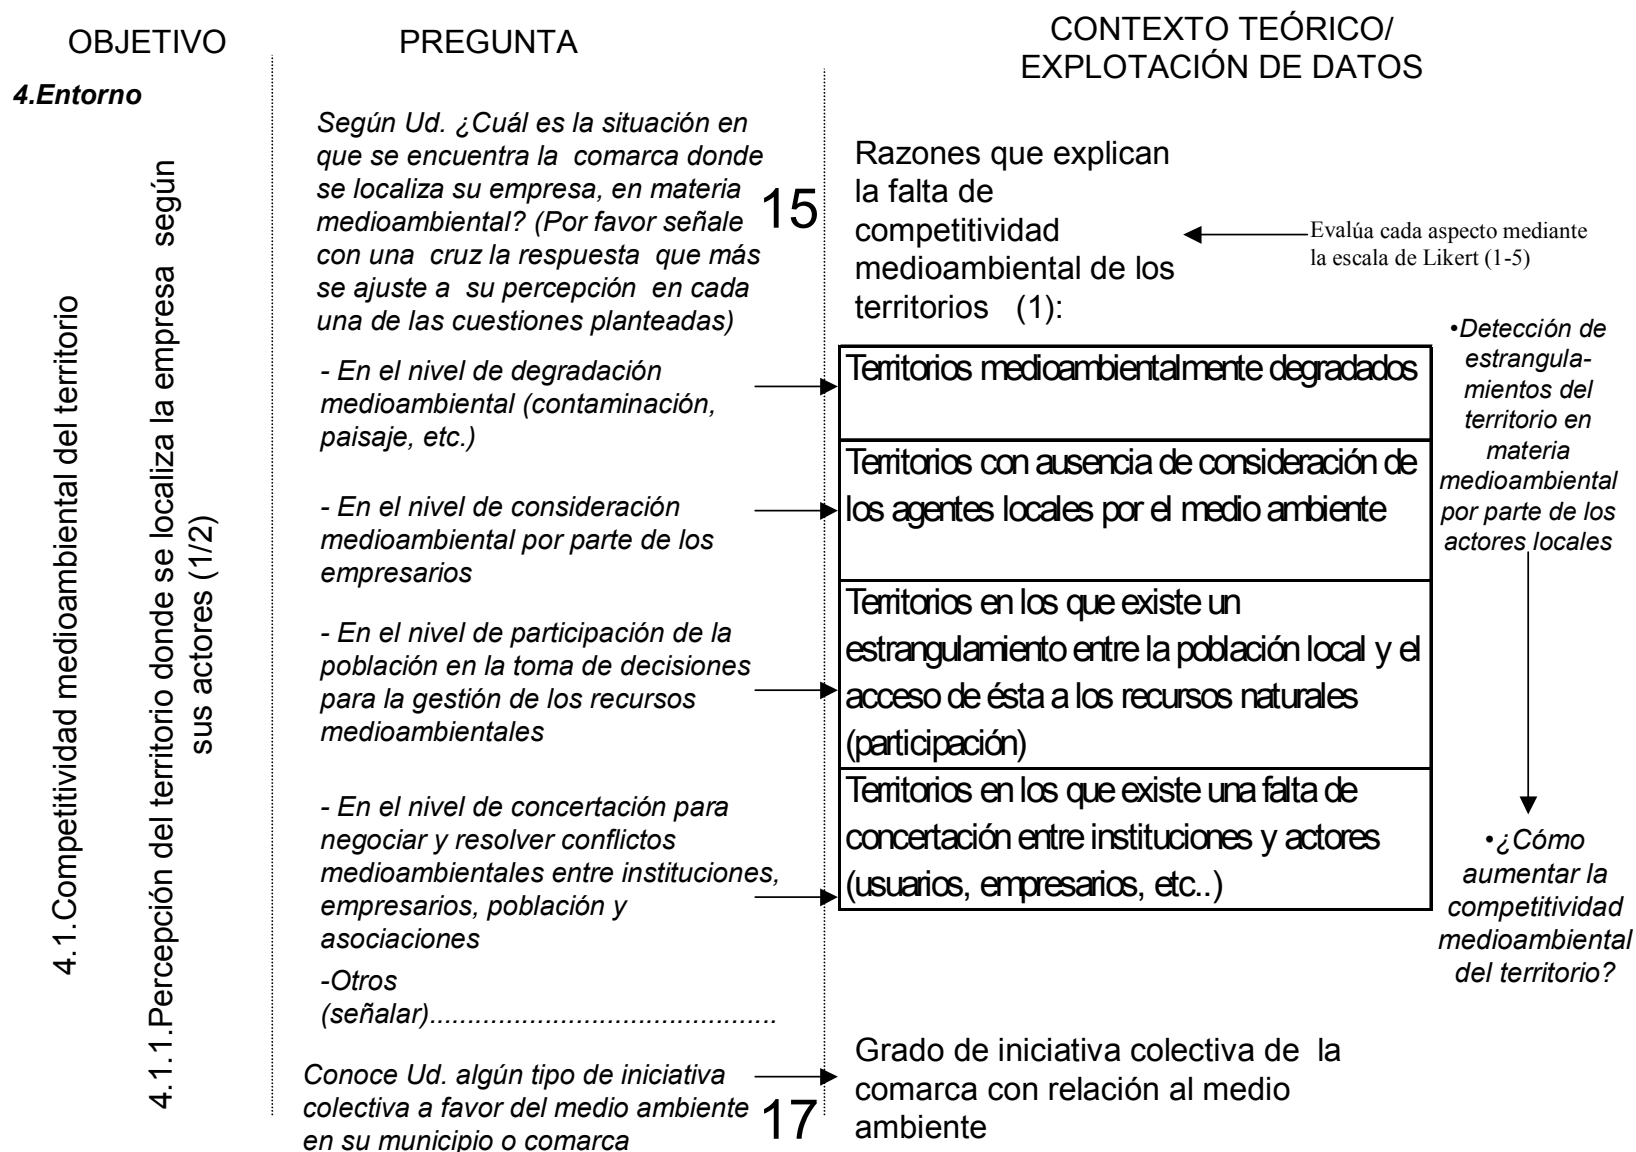 OBJETIVO
PREGUNTA
CONTEXTO TEÓRICO/
EXPLOTACIÓN DE DATOS
4.Entorno
4.1.Competitividad medioambiental del territorio
4.1.1.Percepción del territorio donde se localiza la empresa según
sus actores (1/2)
Según Ud. ¿Cuál es la situación en
que se encuentra la comarca donde
se localiza su empresa, en materia
medioambiental? (Por favor señale
con una cruz la respuesta que más
se ajuste a su percepción en cada
una de las cuestiones planteadas)
15
- En el nivel de degradación
medioambiental (contaminación,
paisaje, etc.)
- En el nivel de consideración
medioambiental por parte de los
empresarios
- En el nivel de participación de la
población en la toma de decisiones
para la gestión de los recursos
medioambientales
- En el nivel de concertación para
negociar y resolver conflictos
medioambientales entre instituciones,
empresarios, población y
asociaciones
-Otros
(señalar)..............................................
Conoce Ud. algún tipo de iniciativa
colectiva a favor del medio ambiente
en su municipio o comarca
17
Razones que explican
la falta de
competitividad
medioambiental de los
territorios (1):
Evalúa cada aspecto mediante
la escala de Likert (1-5)
Territorios medioambientalmente degradados
Territorios con ausencia de consideración de
los agentes locales por el medio ambiente
Territorios en los que existe un
estrangulamiento entre la población local y el
acceso de ésta a los recursos naturales
(participación)
Territorios en los que existe una falta de
concertación entre instituciones y actores
(usuarios, empresarios, etc..)
Grado de iniciativa colectiva de la
comarca con relación al medio
ambiente
•Detección de
estrangula-
mientos del
territorio en
materia
medioambiental
por parte de los
actores locales
•¿Cómo
aumentar la
competitividad
medioambiental
del territorio?